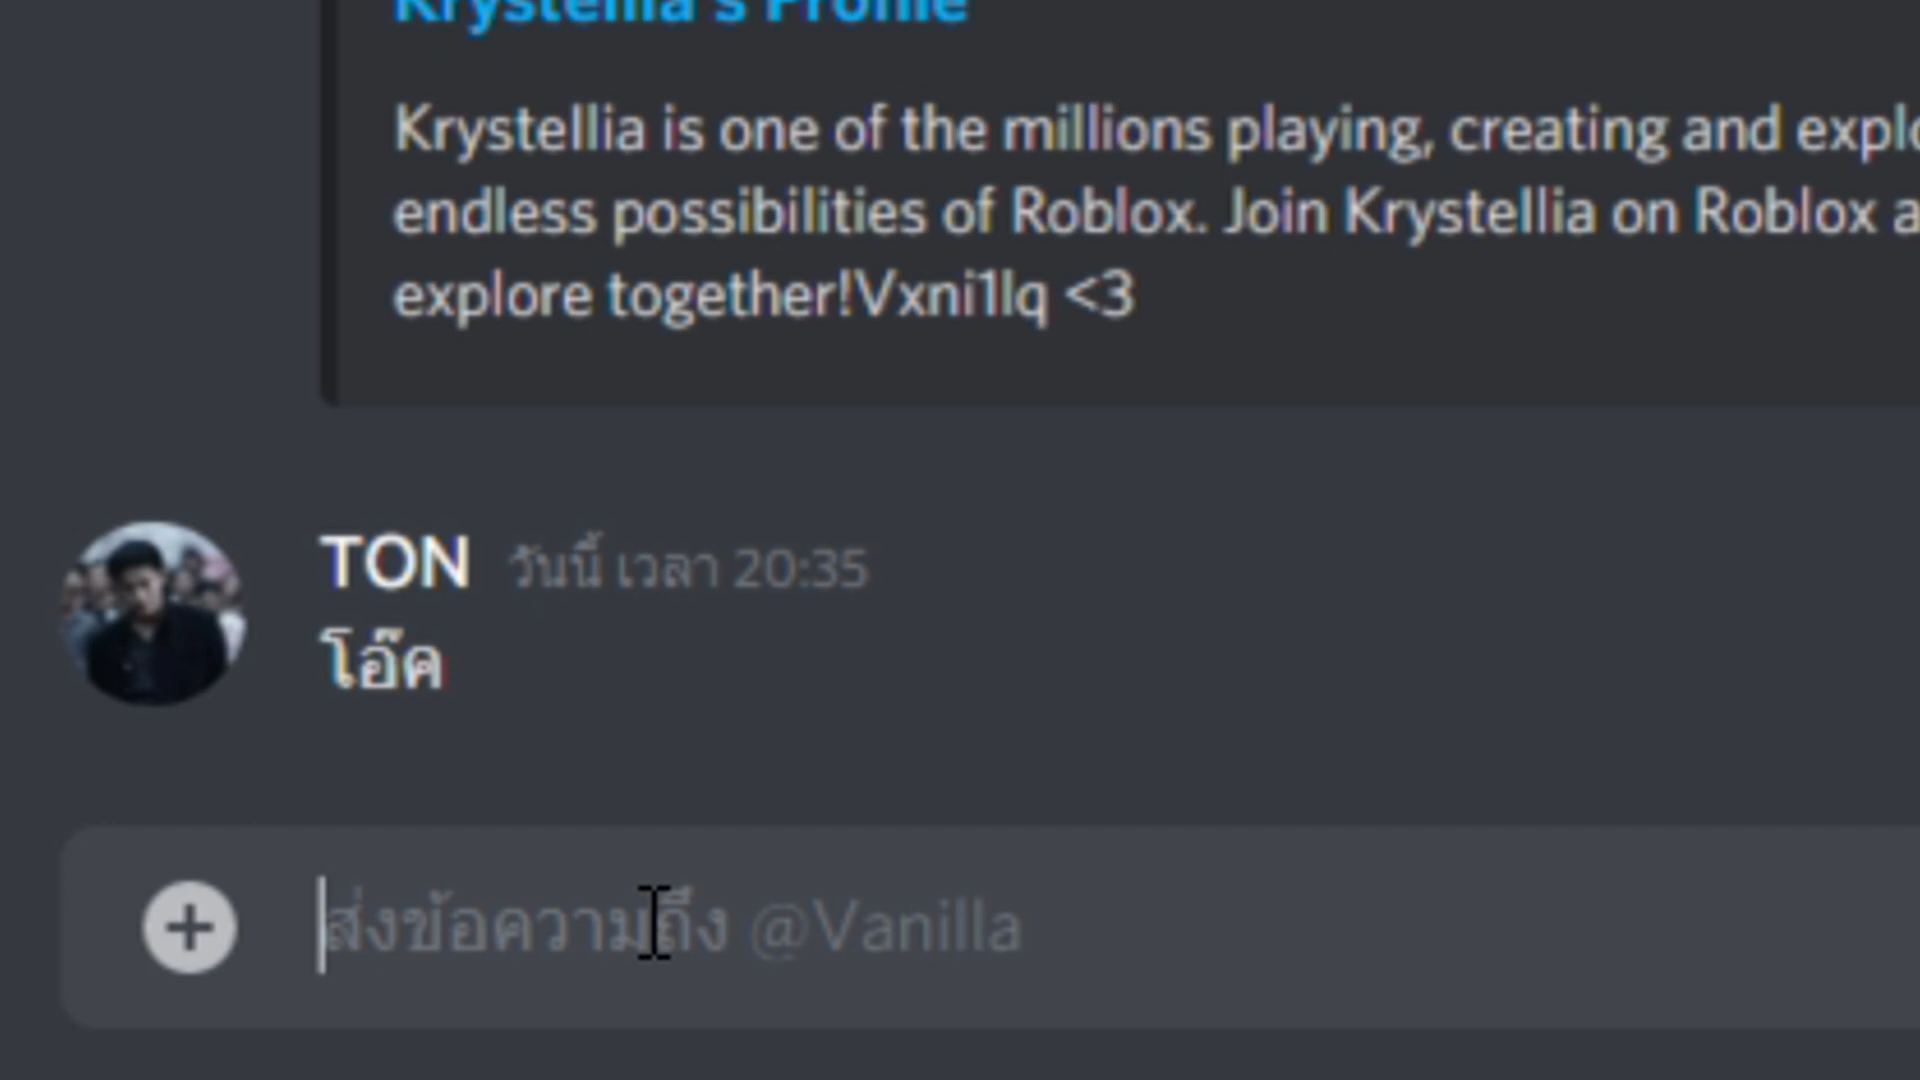 Krystellia's Profile
Krystellia is one of the millions playing, creating and explo
endless possibilities of Roblox. Join Krystellia on Roblox a
explore together!Vxni1lq <3
TON วันนี้ เวลา 20:35
โอ๊ค
ส่งข้อความถึง @Vanilla